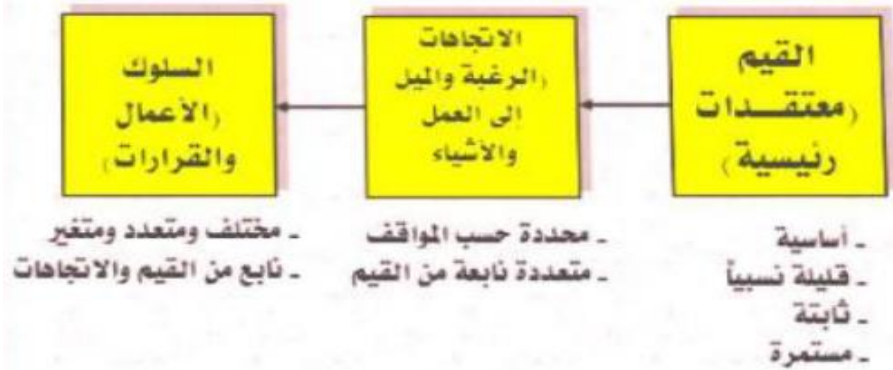 القيم
(معتقـــدات
رئيسية)
- أساسية
- قليلة نسبياً
- ثابتة
- مستمرة
الاتجاهات
(الرغبة والميل
إلى العمل
والأشياء
- محددة حسب المواقف
- متعددة نابعة من القيم
السلوك
(الأعمال
والقرارات)
- مختلف ومتعدد ومتغير
- نابع من القيم والاتجاهات